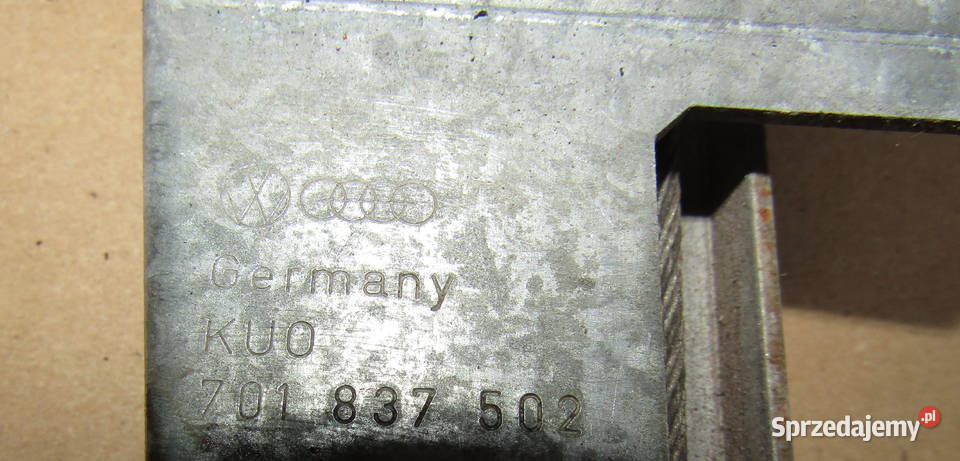 Germany
KUO
701 837 502
Sprzedajemy.pl